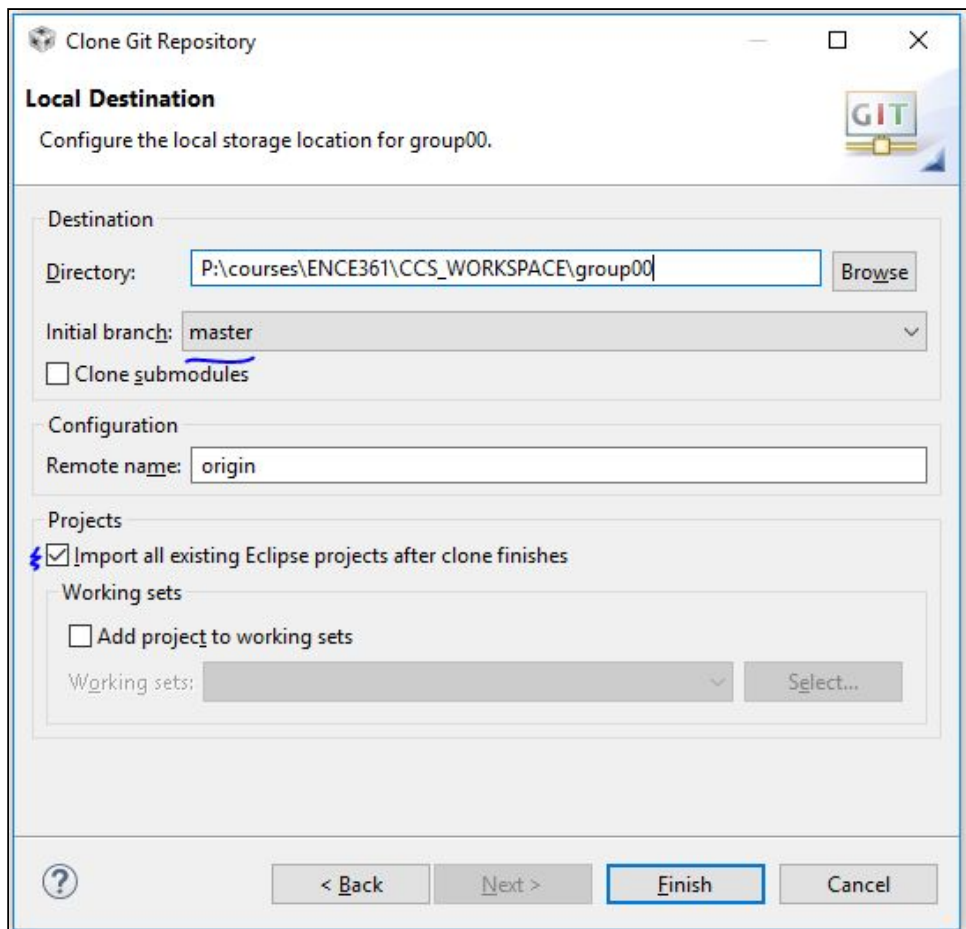 Clone Git Repository
Local Destination
Configure the local storage location for group00.
GIT
Destination
Directory: P:\courses\ENCE361\CCS_WORKSPACE\group00 Browse
Initial branch: master
Clone submodules
Configuration
Remote name: origin
Projects
Import all existing Eclipse projects after clone finishes
Working sets
Add project to working sets
Working sets: Select...
? < Back Next > Finish Cancel